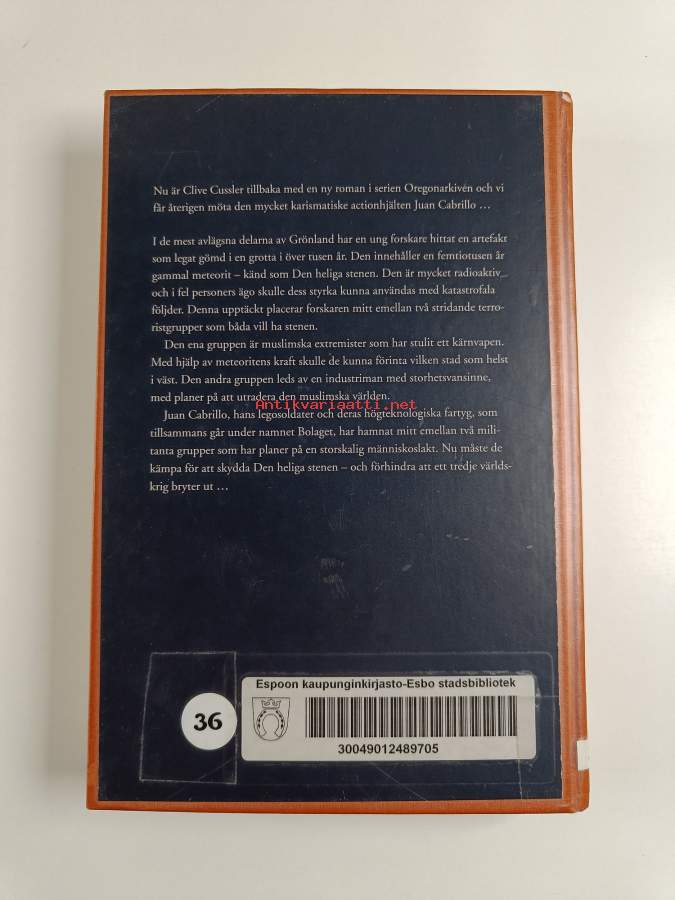 Nu är Clive Cussler tillbaka med en ny roman i serien Oregonarkiven och vi
får återigen möta den mycket karismatiske actionhjälten Juan Cabrillo …
I de mest avlägsna delarna av Grönland har en ung forskare hittat en artefakt
som legat gömd i en grotta i över tusen år. Den innehåller en femtiotusen år
gammal meteorit – känd som Den heliga stenen. Den är mycket radioaktiv
och i fel personers ägo skulle dess styrka kunna användas med katastrofala
följder. Denna upptäckt placerar forskaren mitt emellan två stridande terro-
ristgrupper som båda vill ha stenen.
Den ena gruppen är muslimska extremister som har stulit ett kärnvapen.
Med hjälp av meteoritens kraft skulle de kunna förinta vilken stad som helst
i väst. Den andra gruppen leds av en industriman med storhetsvansinne,
med planer på att utradera den muslimska världen.
Antikvariaatti.net
Juan Cabrillo, hans legosoldater och deras högteknologiska fartyg, som
tillsammans går under namnet Bolaget, har hamnat mitt emellan två mili-
tanta grupper som har planer på en storskalig människoslakt. Nu måste de
kämpa för att skydda Den heliga stenen – och förhindra att ett tredje världs-
krig bryter ut …
Espoon kaupunginkirjasto-Esbo stadsbibliotek
36
30049012489705